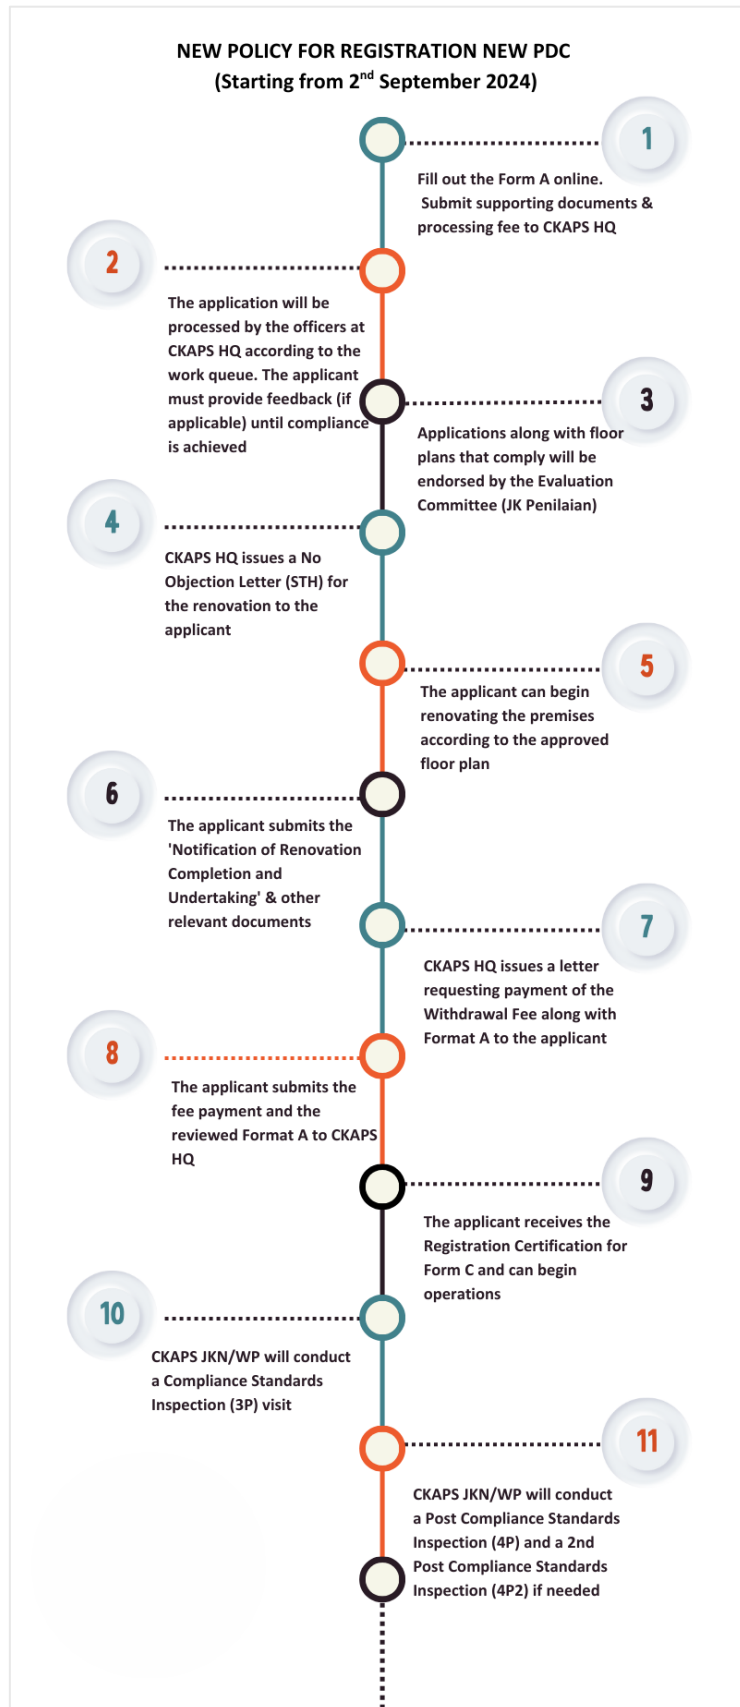 NEW POLICY FOR REGISTRATION NEW PDC
(Starting from 2nd September 2024)
1
Fill out the Form A online.
Submit supporting documents &
processing fee to CKAPS HQ
2
The application will be
processed by the officers at
CKAPS HQ according to the
work queue. The applicant
must provide feedback (if
applicable) until compliance
is achieved
3
Applications along with floor
plans that comply will be
endorsed by the Evaluation
Committee (JK Penilaian)
4
CKAPS HQ issues a No
Objection Letter (STH) for
the renovation to the
applicant
5
The applicant can begin
renovating the premises
according to the approved
floor plan
6
The applicant submits the
'Notification of Renovation
Completion and
Undertaking' & other
relevant documents
7
CKAPS HQ issues a letter
requesting payment of the
Withdrawal Fee along with
Format A to the applicant
8
The applicant submits the
fee payment and the
reviewed Format A to CKAPS
HQ
9
The applicant receives the
Registration Certification for
Form C and can begin
operations
10
CKAPS JKN/WP will conduct
a Compliance Standards
Inspection (3P) visit
11
CKAPS JKN/WP will conduct
a Post Compliance Standards
Inspection (4P) and a 2nd
Post Compliance Standards
Inspection (4P2) if needed